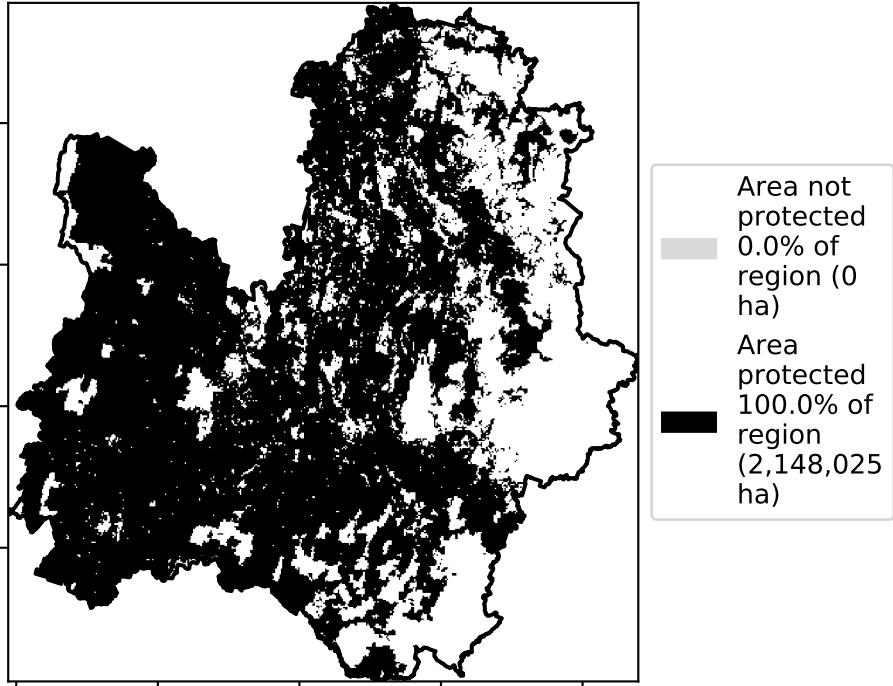 Area not
protected
0.0% of
region (0
ha)
Area
protected
100.0% of
region
(2,148,025
ha)